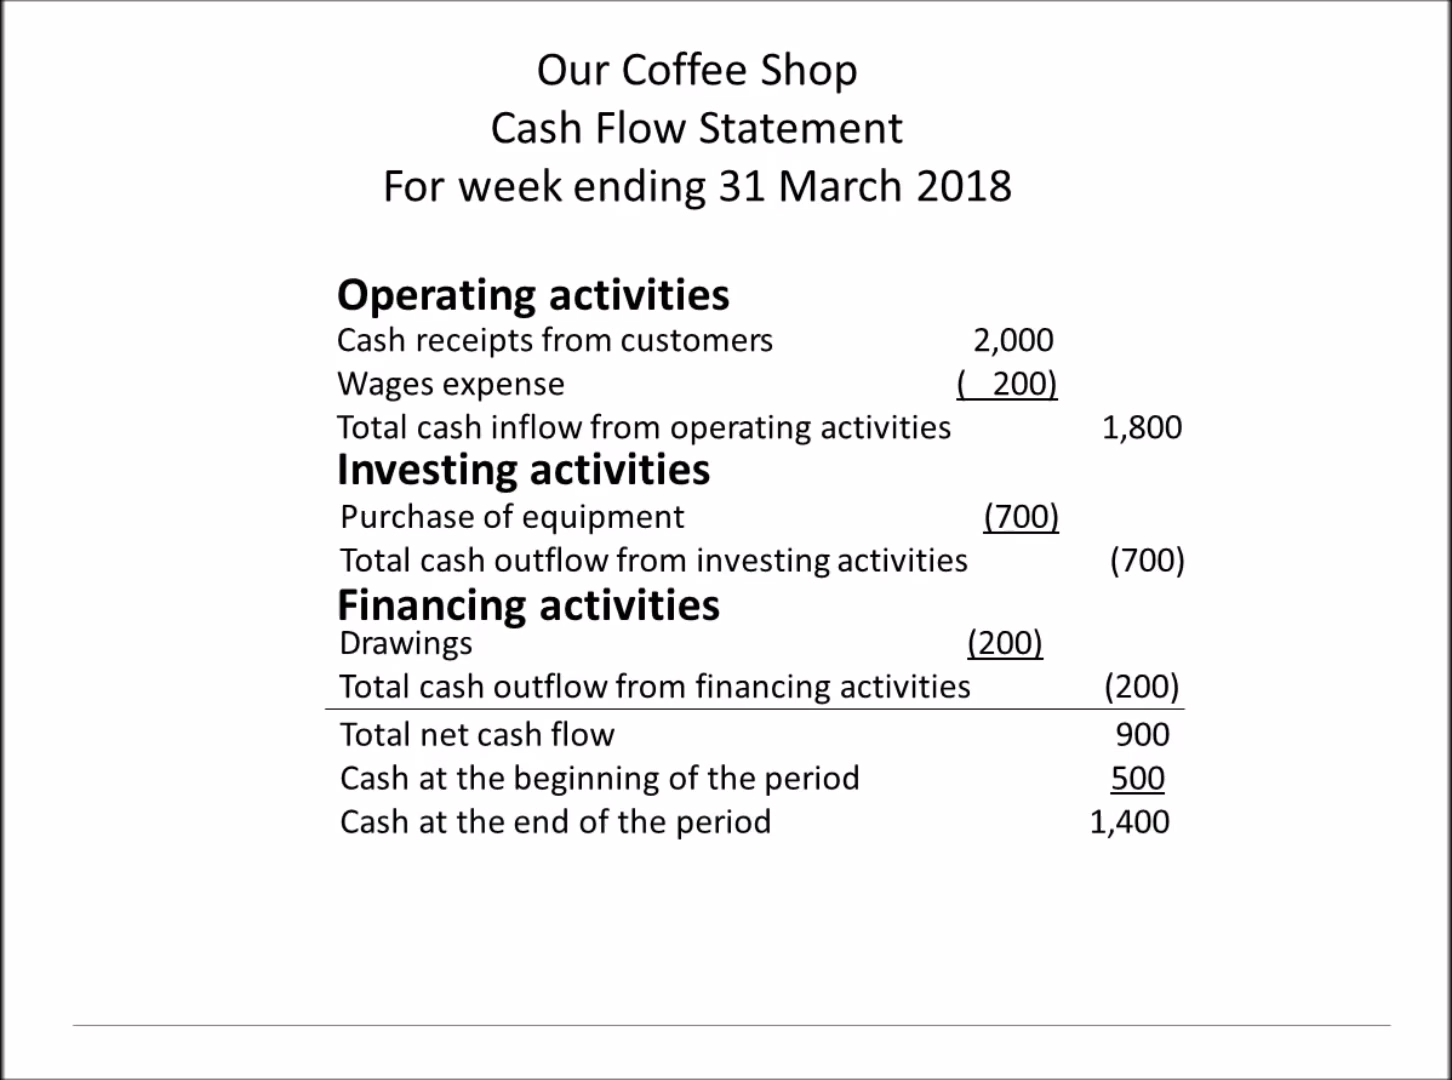 Our Coffee Shop
Cash Flow Statement
For week ending 31 March 2018
Operating activities
Cash receipts from customers 2,000
Wages expense ( 200)
Total cash inflow from operating activities 1,800
Investing activities
Purchase of equipment (700)
Total cash outflow from investing activities (700)
Financing activities
Drawings (200)
Total cash outflow from financing activities (200)
Total net cash flow 900
Cash at the beginning of the period 500
Cash at the end of the period 1,400